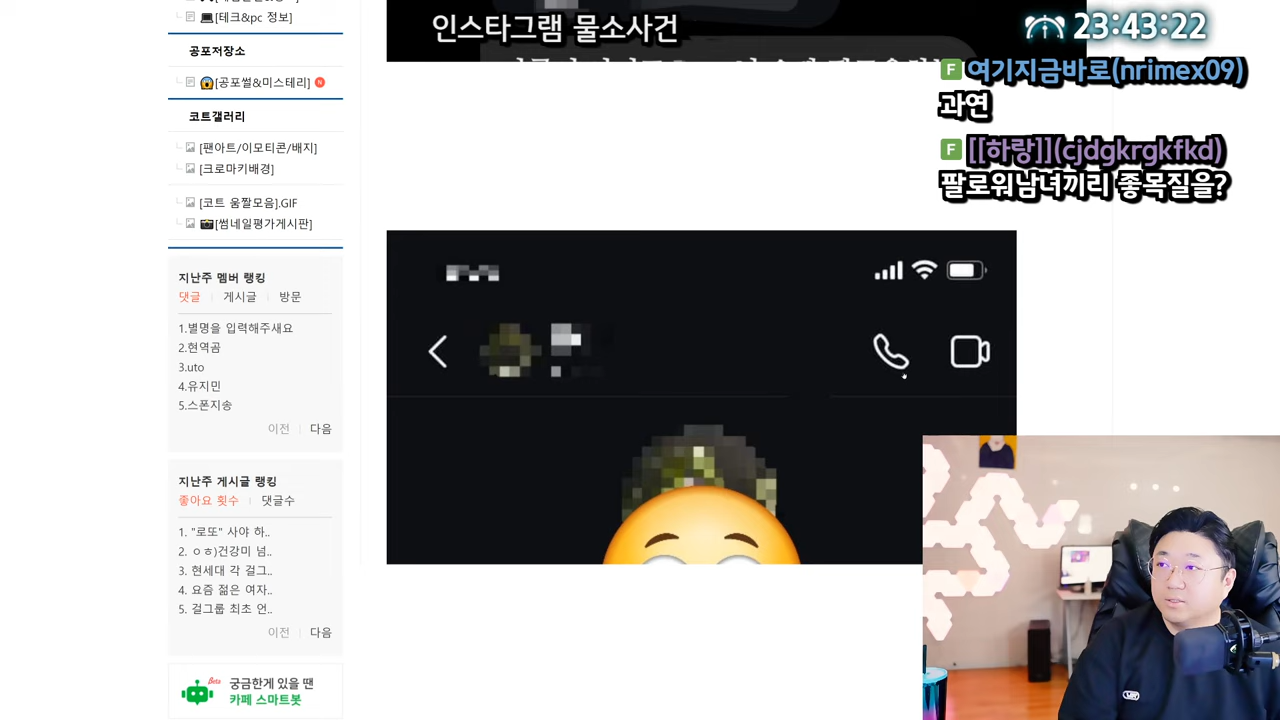 [테크&pc 정보]
공포저장소
[공포썰&미스테리] N
코트갤러리
[팬아트/이모티콘/배지]
[크로마키배경]
[코트 움짤모음].GIF
[썸네일평가게시판]
지난주 멤버 랭킹
댓글 게시글 방문
1.별명을 입력해주세요
2.현역곰
3.uto
4.유지민
5.스폰지송
이전 다음
지난주 게시글 랭킹
좋아요 횟수 댓글수
1. "로또" 사야 하..
2. ㅇㅎ)건강미 넘..
3. 현세대 각 걸그..
4. 요즘 젊은 여자..
5. 걸그룹 최초 언..
이전 다음
Beta
궁금한게 있을 땐
카페 스마트봇
인스타그램 물소사건
23:43:22
F 여기지금바로(nrimex09)
과연
F [[하랑]](cjdgkrgkfkd)
팔로워남녀끼리 좋목질을?